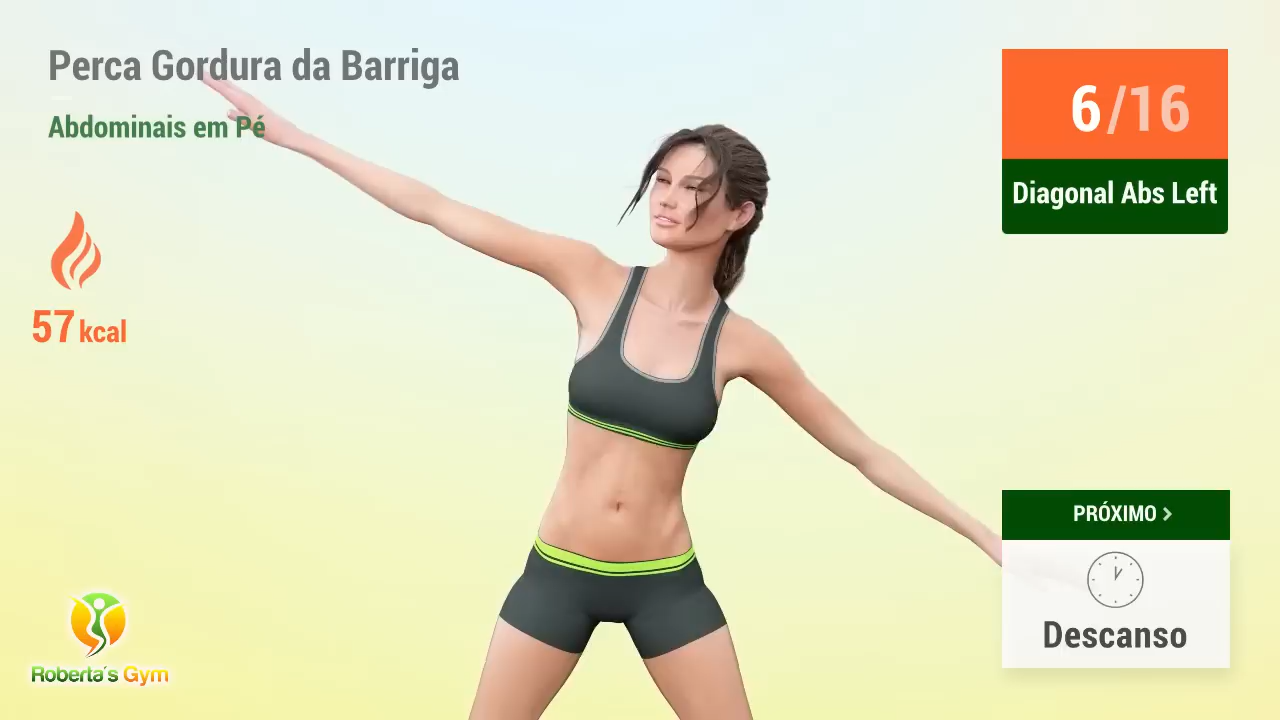 Perca Gordura da Barriga
Abdominais em Pé
6/16
Diagonal Abs Left
57 kcal
PRÓXIMO >
Descanso
Roberta´s Gym